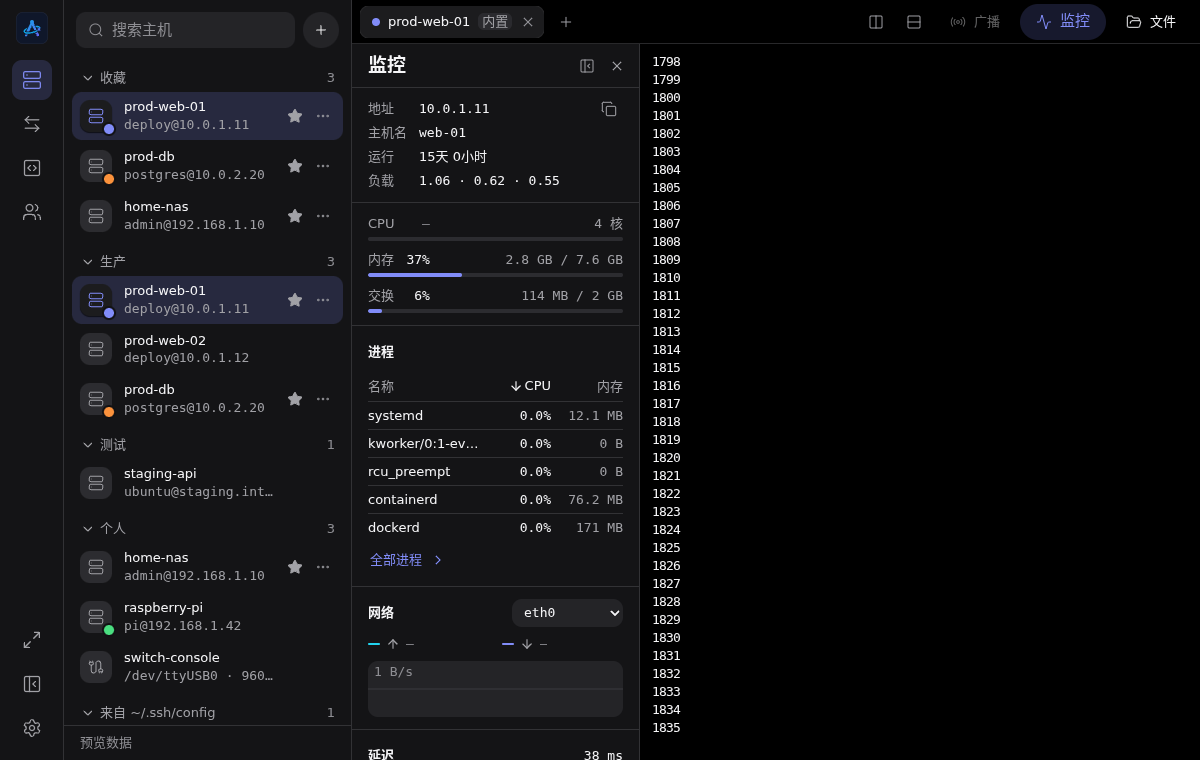 搜索主机
收藏 3
prod-web-01
deploy@10.0.1.11
prod-db
postgres@10.0.2.20
home-nas
admin@192.168.1.10
生产 3
prod-web-01
deploy@10.0.1.11
prod-web-02
deploy@10.0.1.12
prod-db
postgres@10.0.2.20
测试 1
staging-api
ubuntu@staging.int…
个人 3
home-nas
admin@192.168.1.10
raspberry-pi
pi@192.168.1.42
switch-console
/dev/ttyUSB0 · 960…
来自 ~/.ssh/config 1
预览数据
prod-web-01 内置
广播 监控 文件
监控
地址 10.0.1.11
主机名 web-01
运行 15天 0小时
负载 1.06 · 0.62 · 0.55
CPU — 4 核
内存 37% 2.8 GB / 7.6 GB
交换 6% 114 MB / 2 GB
进程
名称 CPU 内存
systemd 0.0% 12.1 MB
kworker/0:1-ev… 0.0% 0 B
rcu_preempt 0.0% 0 B
containerd 0.0% 76.2 MB
dockerd 0.0% 171 MB
全部进程
网络 eth0
— —
1 B/s
延迟 38 ms
1798
1799
1800
1801
1802
1803
1804
1805
1806
1807
1808
1809
1810
1811
1812
1813
1814
1815
1816
1817
1818
1819
1820
1821
1822
1823
1824
1825
1826
1827
1828
1829
1830
1831
1832
1833
1834
1835